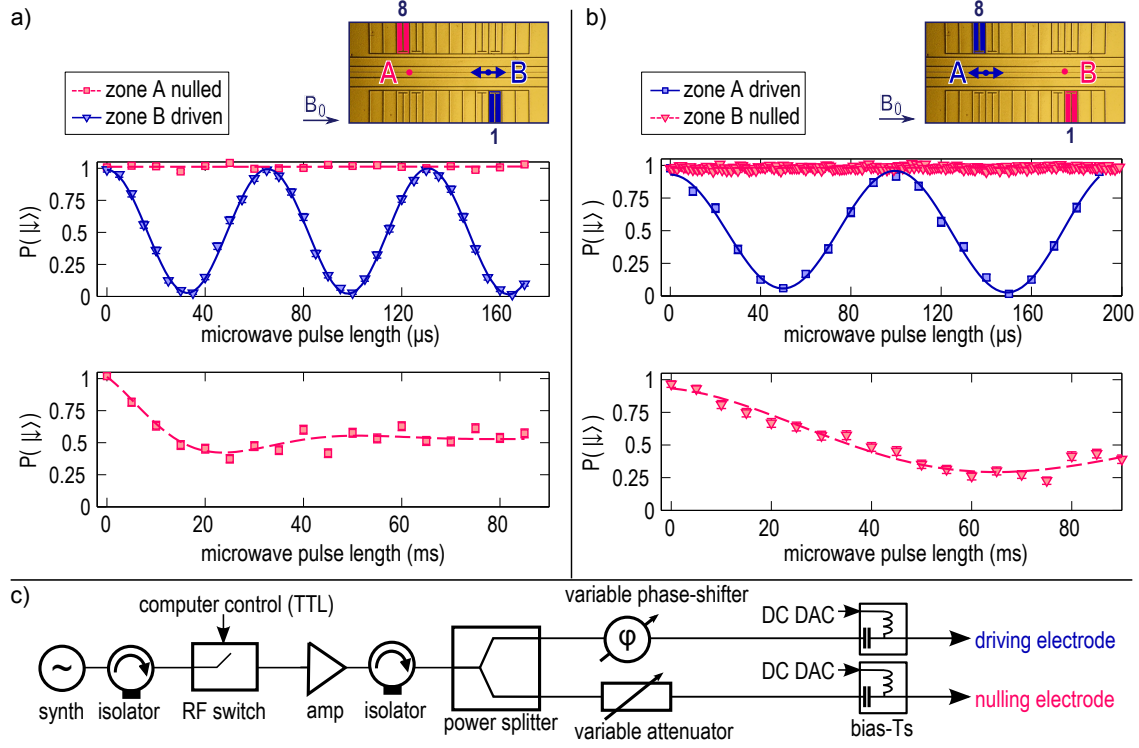 a)
8
A
B
B₀
1
zone A nulled
zone B driven
1
0.75
0.5
0.25
0
P( |↓⟩ )
0 40 80 120 160
microwave pulse length (µs)
1
0.75
0.5
0.25
0
P( |↓⟩ )
0 20 40 60 80
microwave pulse length (ms)
b)
8
A
B
B₀
1
zone A driven
zone B nulled
1
0.75
0.5
0.25
0
P( |↓⟩ )
0 40 80 120 160 200
microwave pulse length (µs)
1
0.75
0.5
0.25
0
P( |↓⟩ )
0 20 40 60 80
microwave pulse length (ms)
c)
computer control (TTL)
~
synth
isolator
RF switch
amp
isolator
power splitter
variable phase-shifter
φ
variable attenuator
DC DAC
DC DAC
bias-Ts
driving electrode
nulling electrode